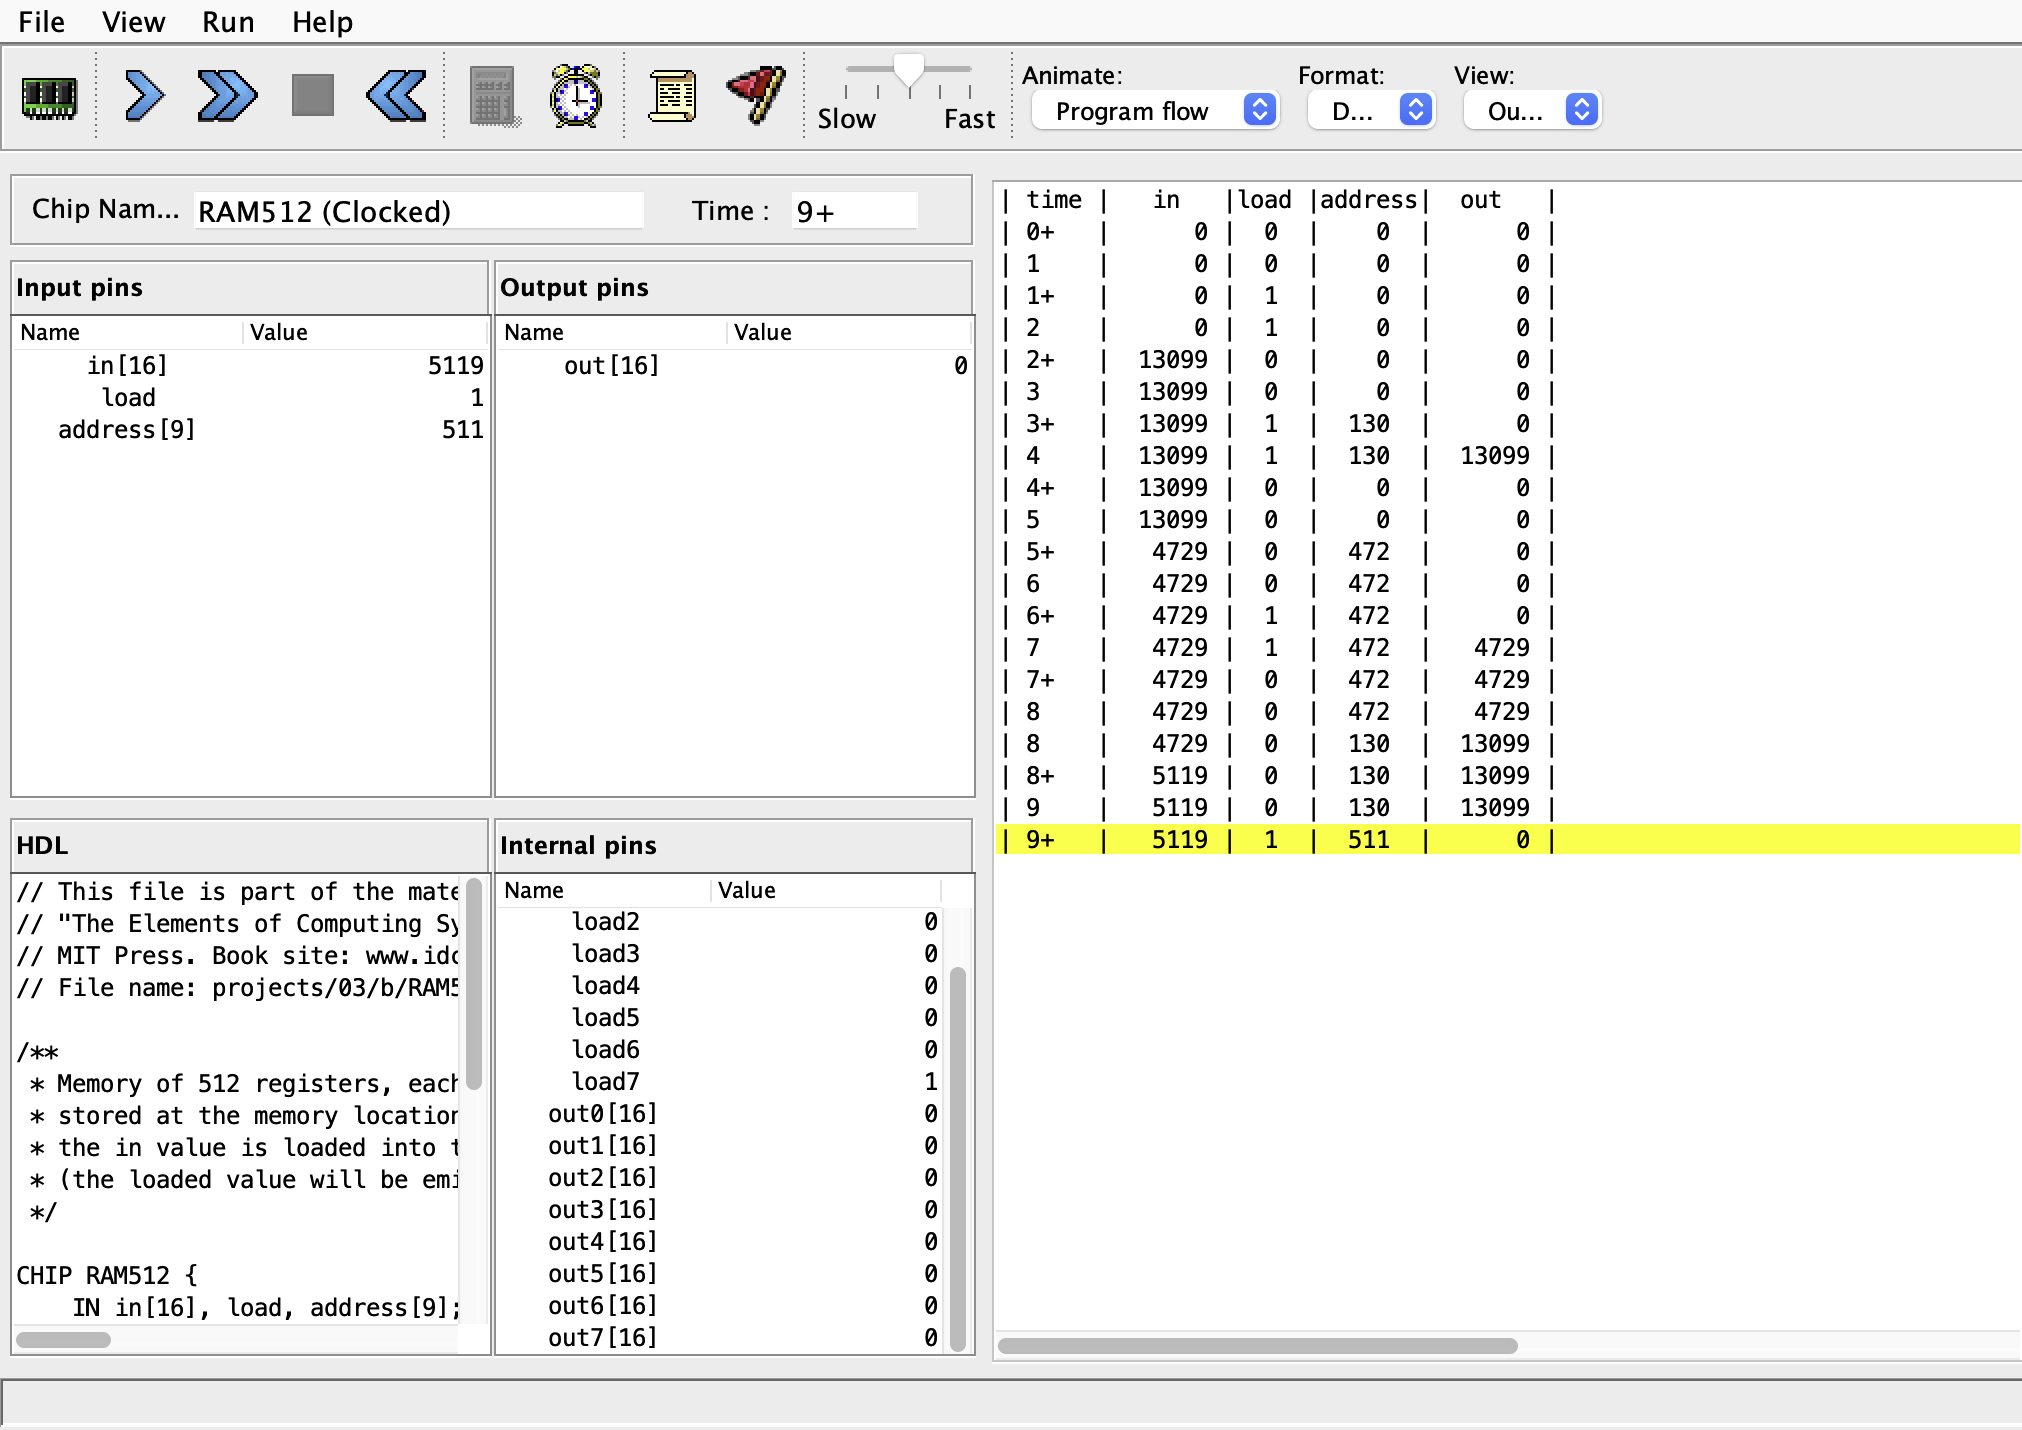 File View Run Help
Slow Fast
Animate:
Program flow
Format:
D...
View:
Ou...
Chip Nam... RAM512 (Clocked) Time : 9+
Input pins
Name Value
in[16] 5119
load 1
address[9] 511
Output pins
Name Value
out[16] 0
HDL
// This file is part of the mate
// "The Elements of Computing Sy
// MIT Press. Book site: www.idc
// File name: projects/03/b/RAM5
/**
* Memory of 512 registers, each
* stored at the memory location
* the in value is loaded into t
* (the loaded value will be emi
*/
CHIP RAM512 {
IN in[16], load, address[9];
Internal pins
Name Value
load2 0
load3 0
load4 0
load5 0
load6 0
load7 1
out0[16] 0
out1[16] 0
out2[16] 0
out3[16] 0
out4[16] 0
out5[16] 0
out6[16] 0
out7[16] 0
| time | in |load |address| out |
| 0+ | 0 | 0 | 0 | 0 |
| 1 | 0 | 0 | 0 | 0 |
| 1+ | 0 | 1 | 0 | 0 |
| 2 | 0 | 1 | 0 | 0 |
| 2+ | 13099 | 0 | 0 | 0 |
| 3 | 13099 | 0 | 0 | 0 |
| 3+ | 13099 | 1 | 130 | 0 |
| 4 | 13099 | 1 | 130 | 13099 |
| 4+ | 13099 | 0 | 0 | 0 |
| 5 | 13099 | 0 | 0 | 0 |
| 5+ | 4729 | 0 | 472 | 0 |
| 6 | 4729 | 0 | 472 | 0 |
| 6+ | 4729 | 1 | 472 | 0 |
| 7 | 4729 | 1 | 472 | 4729 |
| 7+ | 4729 | 0 | 472 | 4729 |
| 8 | 4729 | 0 | 472 | 4729 |
| 8 | 4729 | 0 | 130 | 13099 |
| 8+ | 5119 | 0 | 130 | 13099 |
| 9 | 5119 | 0 | 130 | 13099 |
| 9+ | 5119 | 1 | 511 | 0 |